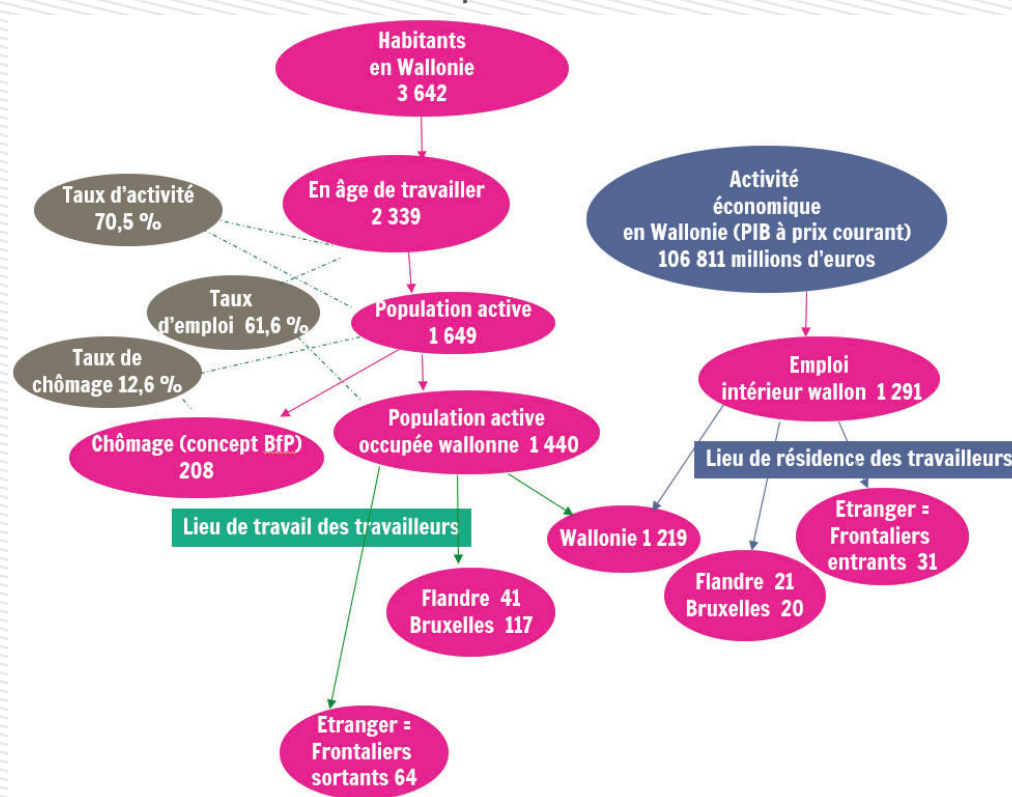 Habitants
en Wallonie
3 642
En âge de travailler
2 339
Taux d'activité
70,5 %
Activité
économique
en Wallonie (PIB à prix courant)
106 811 millions d'euros
Taux
d'emploi 61,6 %
Population active
1 649
Taux de
chômage 12,6 %
Emploi
intérieur wallon 1 291
Chômage (concept BfP)
208
Population active
occupée wallonne 1 440
Lieu de résidence des travailleurs
Lieu de travail des travailleurs
Wallonie 1 219
Etranger =
Frontaliers
entrants 31
Flandre 41
Bruxelles 117
Flandre 21
Bruxelles 20
Etranger =
Frontaliers
sortants 64